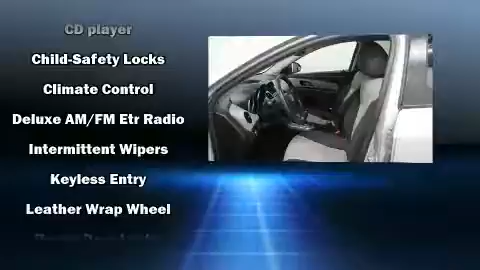 CD player
Child-Safety Locks
Climate Control
Deluxe AM/FM Etr Radio
Intermittent Wipers
Keyless Entry
Leather Wrap Wheel